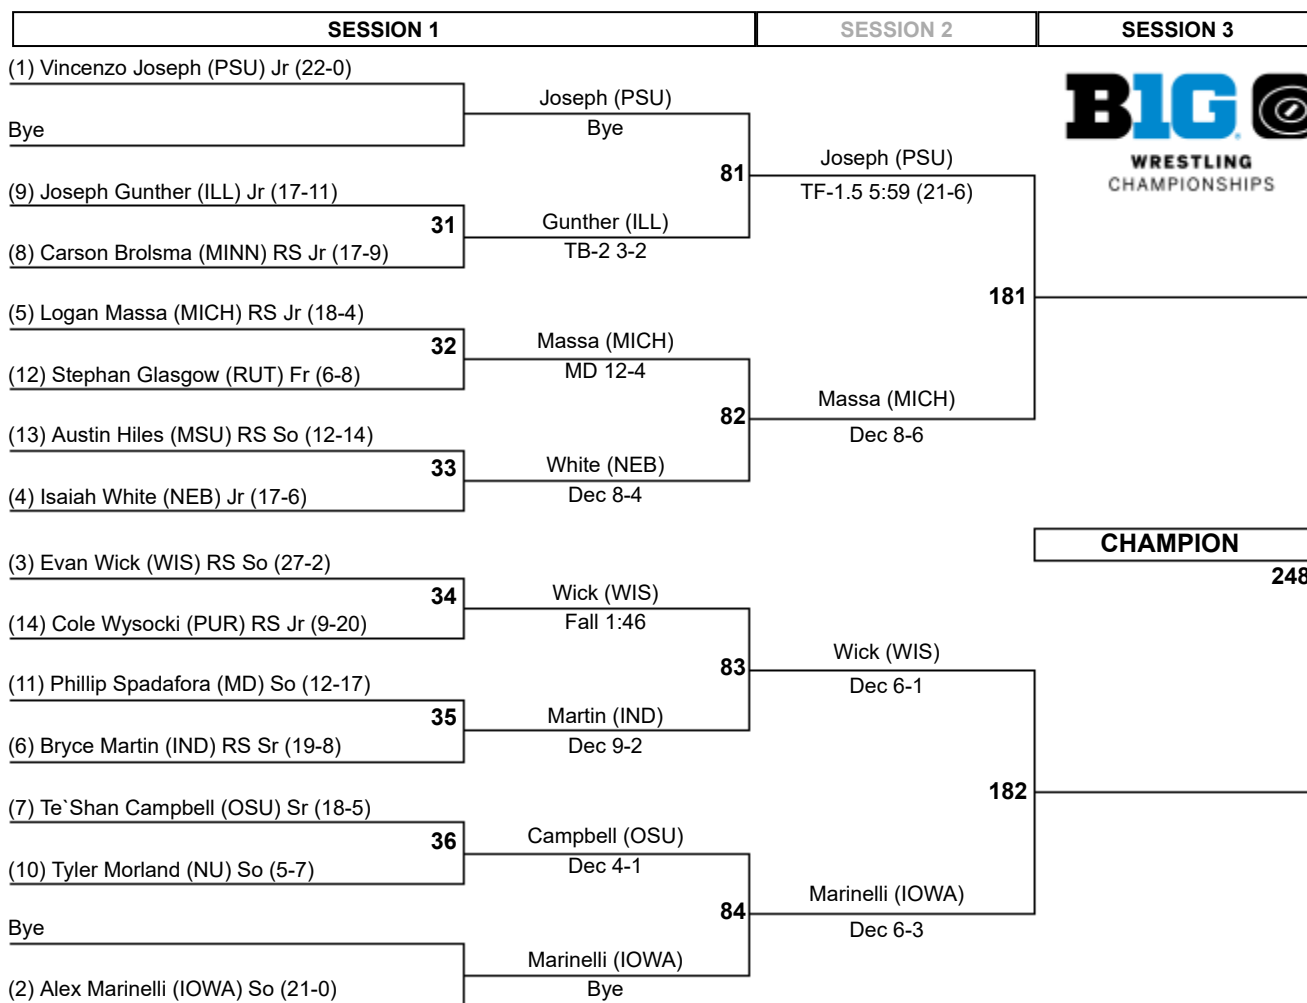 SESSION 1
SESSION 2
SESSION 3
(1) Vincenzo Joseph (PSU) Jr (22-0)
Bye
Joseph (PSU)
Bye
81
(9) Joseph Gunther (ILL) Jr (17-11)
31
(8) Carson Brolsma (MINN) RS Jr (17-9)
Gunther (ILL)
TB-2 3-2
Joseph (PSU)
TF-1.5 5:59 (21-6)
B1G
WRESTLING
CHAMPIONSHIPS
181
(5) Logan Massa (MICH) RS Jr (18-4)
32
(12) Stephan Glasgow (RUT) Fr (6-8)
Massa (MICH)
MD 12-4
82
(13) Austin Hiles (MSU) RS So (12-14)
33
(4) Isaiah White (NEB) Jr (17-6)
White (NEB)
Dec 8-4
Massa (MICH)
Dec 8-6
CHAMPION
248
(3) Evan Wick (WIS) RS So (27-2)
34
(14) Cole Wysocki (PUR) RS Jr (9-20)
Wick (WIS)
Fall 1:46
83
(11) Phillip Spadafora (MD) So (12-17)
35
(6) Bryce Martin (IND) RS Sr (19-8)
Martin (IND)
Dec 9-2
Wick (WIS)
Dec 6-1
182
(7) Te`Shan Campbell (OSU) Sr (18-5)
36
(10) Tyler Morland (NU) So (5-7)
Campbell (OSU)
Dec 4-1
84
Bye
(2) Alex Marinelli (IOWA) So (21-0)
Marinelli (IOWA)
Bye
Marinelli (IOWA)
Dec 6-3